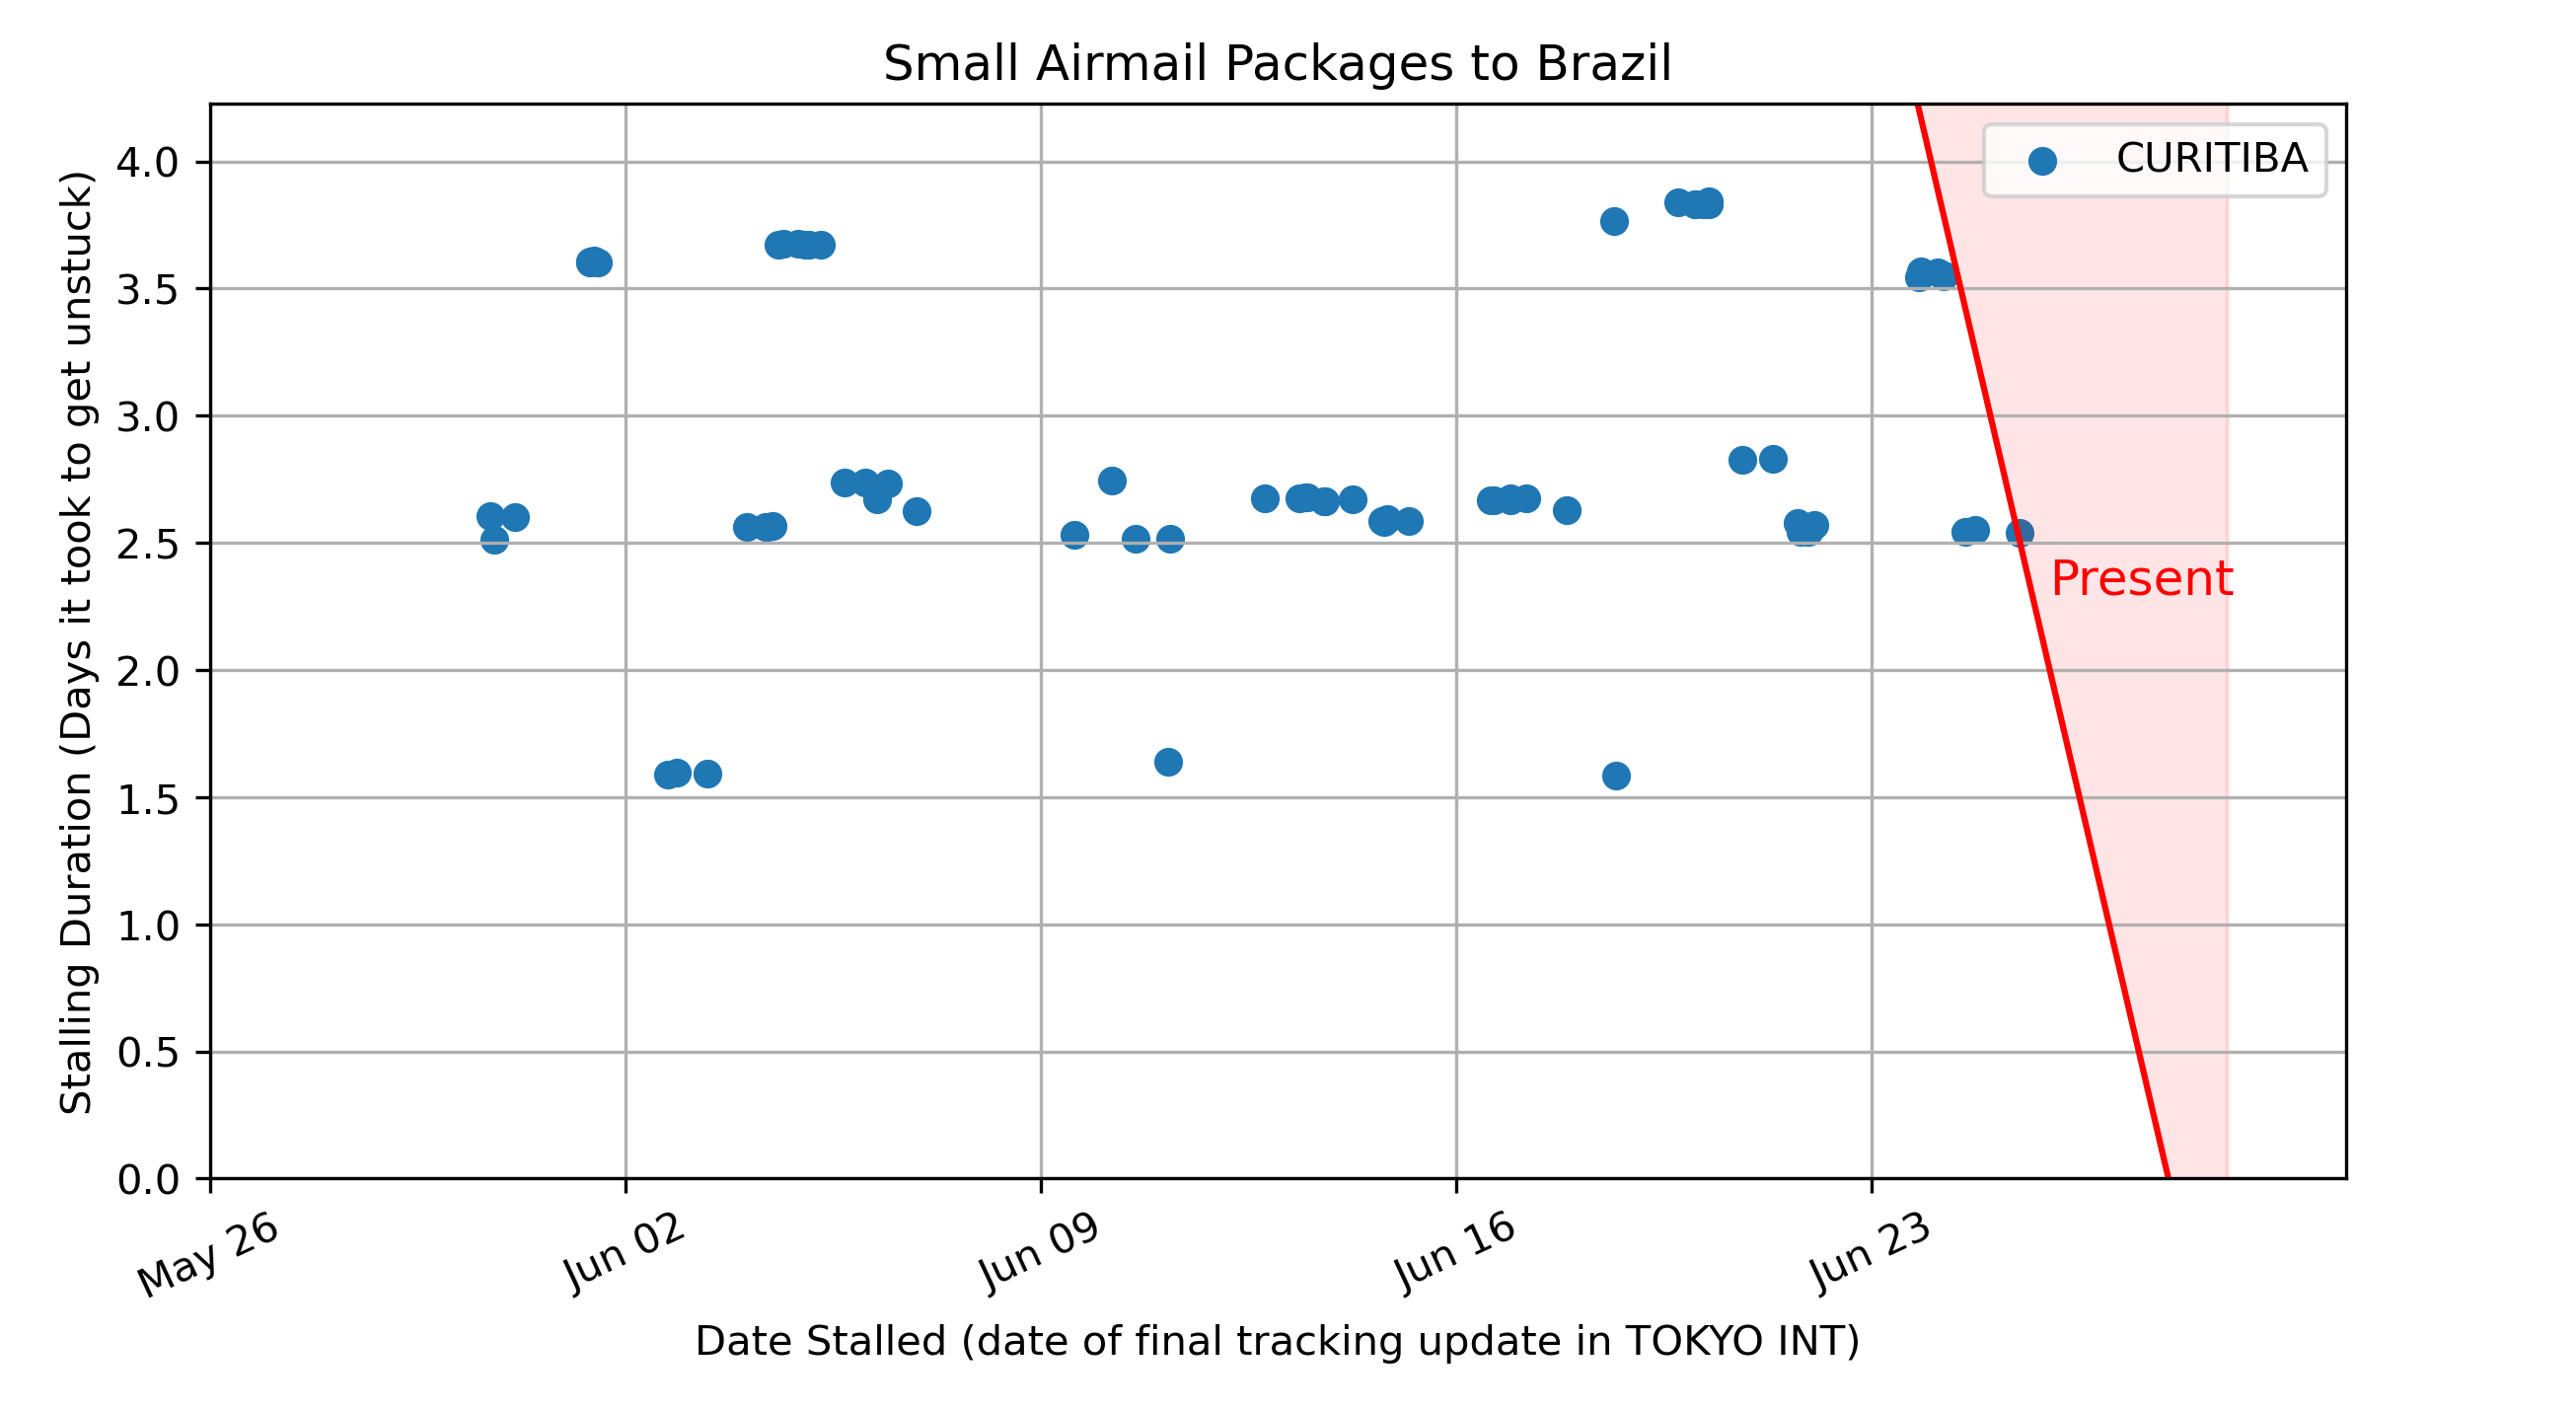 Small Airmail Packages to Brazil
CURITIBA
4.0
3.5
3.0
2.5
2.0
1.5
1.0
0.5
0.0
Stalling Duration (Days it took to get unstuck)
Present
May 26
Jun 02
Jun 09
Jun 16
Jun 23
Date Stalled (date of final tracking update in TOKYO INT)